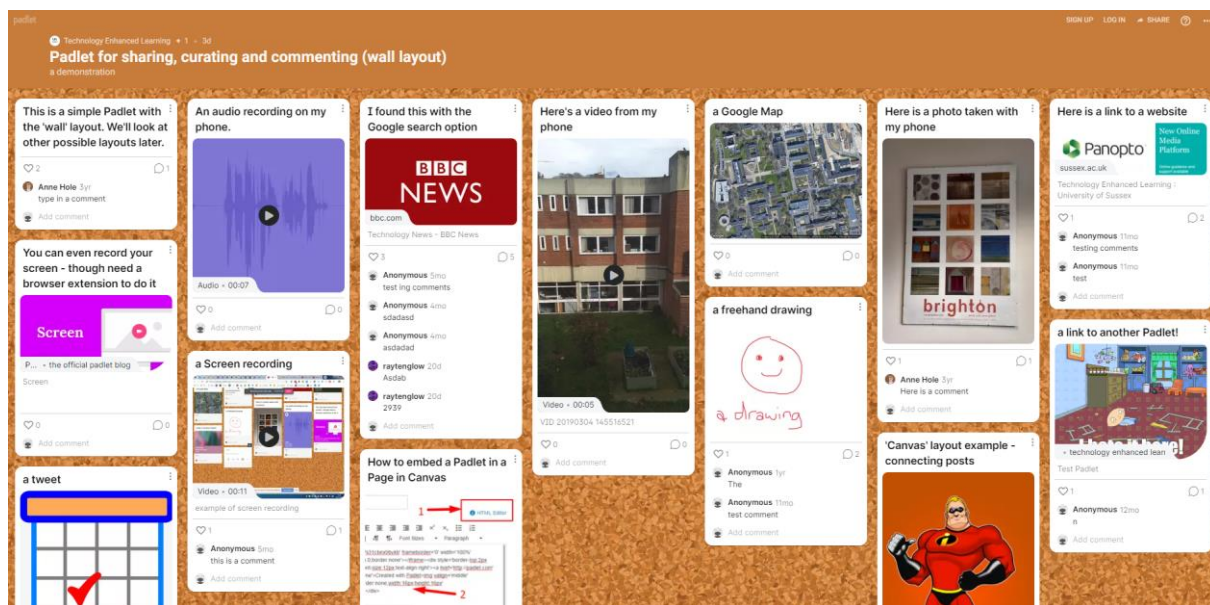 padlet
SIGN UP LOG IN SHARE
Technology Enhanced Learning + 1 • 3d
Padlet for sharing, curating and commenting (wall layout)
a demonstration
This is a simple Padlet with
the 'wall' layout. We'll look at
other possible layouts later.
2 1
Anne Hole 3yr
type in a comment
Add comment
You can even record your
screen - though need a
browser extension to do it
Screen
P... • the official padlet blog
Screen
0 0
Add comment
a tweet
An audio recording on my
phone.
Audio • 00:07
0 0
Add comment
a Screen recording
Video • 00:11
example of screen recording
1 1
Anonymous 5mo
this is a comment
Add comment
I found this with the
Google search option
BBC
NEWS
bbc.com
Technology News - BBC News
3 5
Anonymous 5mo
test ing comments
Anonymous 4mo
sdadasd
Anonymous 4mo
asdadad
raytenglow 20d
Asdab
raytenglow 20d
2939
Add comment
How to embed a Padlet in a
Page in Canvas
1
HTML Editor
Font Sizes Paragraph
2
Here's a video from my
phone
Video • 00:05
VID 20190304 145516521
0 0
Add comment
a Google Map
0 0
Add comment
a freehand drawing
a drawing
1 2
Anonymous 1yr
The
Anonymous 11mo
test comment
Add comment
Here is a photo taken with
my phone
brighton
1 1
Anne Hole 3yr
Here is a comment
Add comment
'Canvas' layout example -
connecting posts
Here is a link to a website
Panopto
New Online
Media
Platform
sussex.ac.uk
Technology Enhanced Learning :
University of Sussex
1 2
Anonymous 11mo
testing comments
Anonymous 11mo
test
Add comment
a link to another Padlet!
• technology enhanced lean
Test Padlet
1 1
Anonymous 12mo
n
Add comment